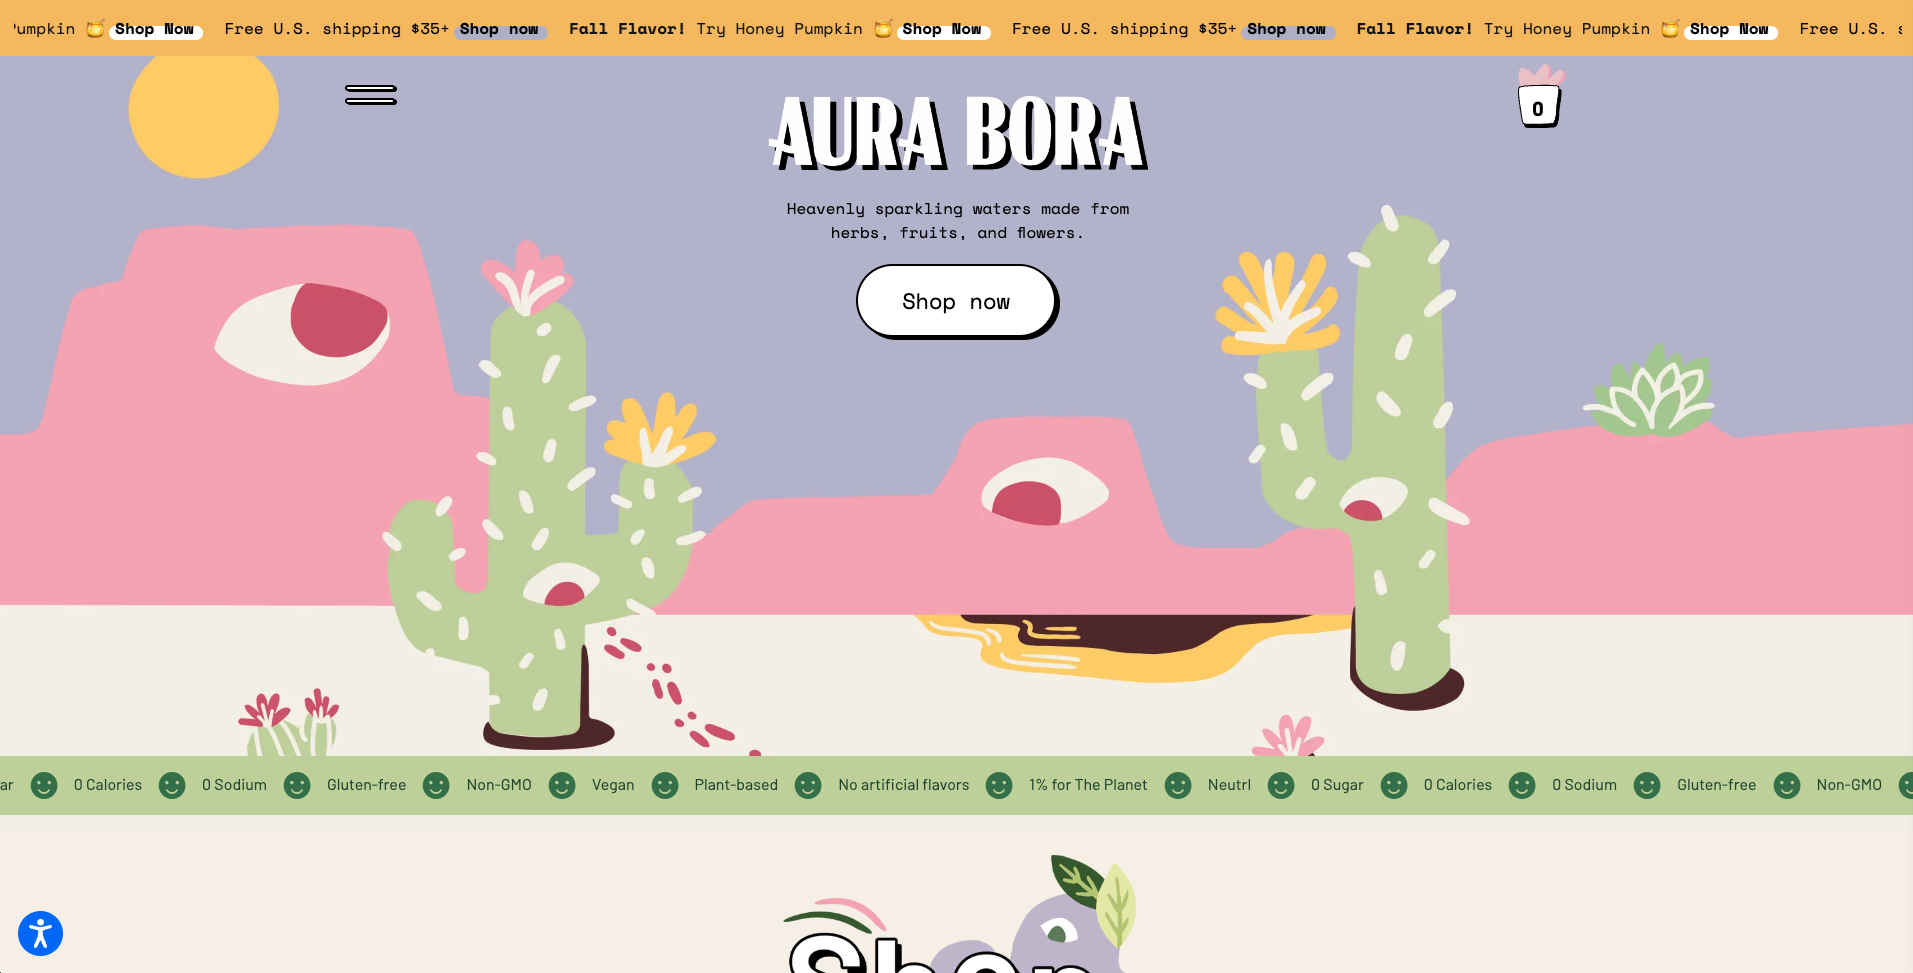 Pumpkin 🍯 Shop Now Free U.S. shipping $35+ Shop now Fall Flavor! Try Honey Pumpkin 🍯 Shop Now Free U.S. shipping $35+ Shop now Fall Flavor! Try Honey Pumpkin 🍯 Shop Now Free U.S.
AURA BORA
0
Heavenly sparkling waters made from
herbs, fruits, and flowers.
Shop now
ar 0 Calories 0 Sodium Gluten-free Non-GMO Vegan Plant-based No artificial flavors 1% for The Planet Neutrl 0 Sugar 0 Calories 0 Sodium Gluten-free Non-GMO
Shop